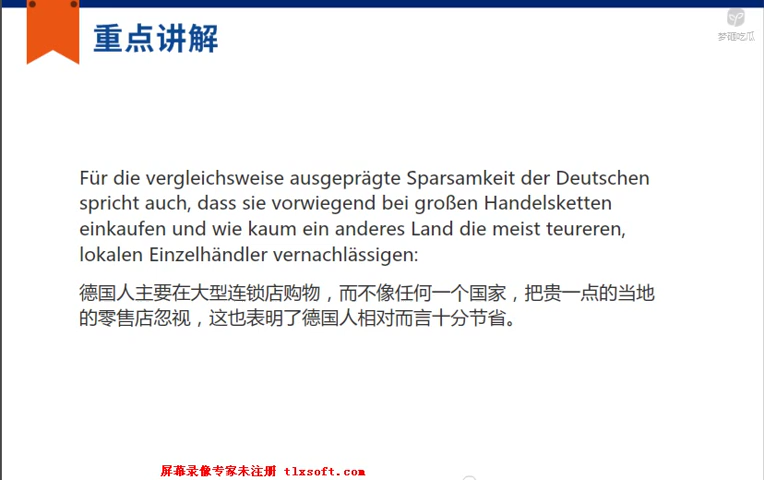 重点讲解
梦砸吃瓜
Für die vergleichsweise ausgeprägte Sparsamkeit der Deutschen
spricht auch, dass sie vorwiegend bei großen Handelsketten
einkaufen und wie kaum ein anderes Land die meist teureren,
lokalen Einzelhändler vernachlässigen:
德国人主要在大型连锁店购物，而不像任何一个国家，把贵一点的当地
的零售店忽视，这也表明了德国人相对而言十分节省。
屏幕录像专家未注册 tlxsoft.com